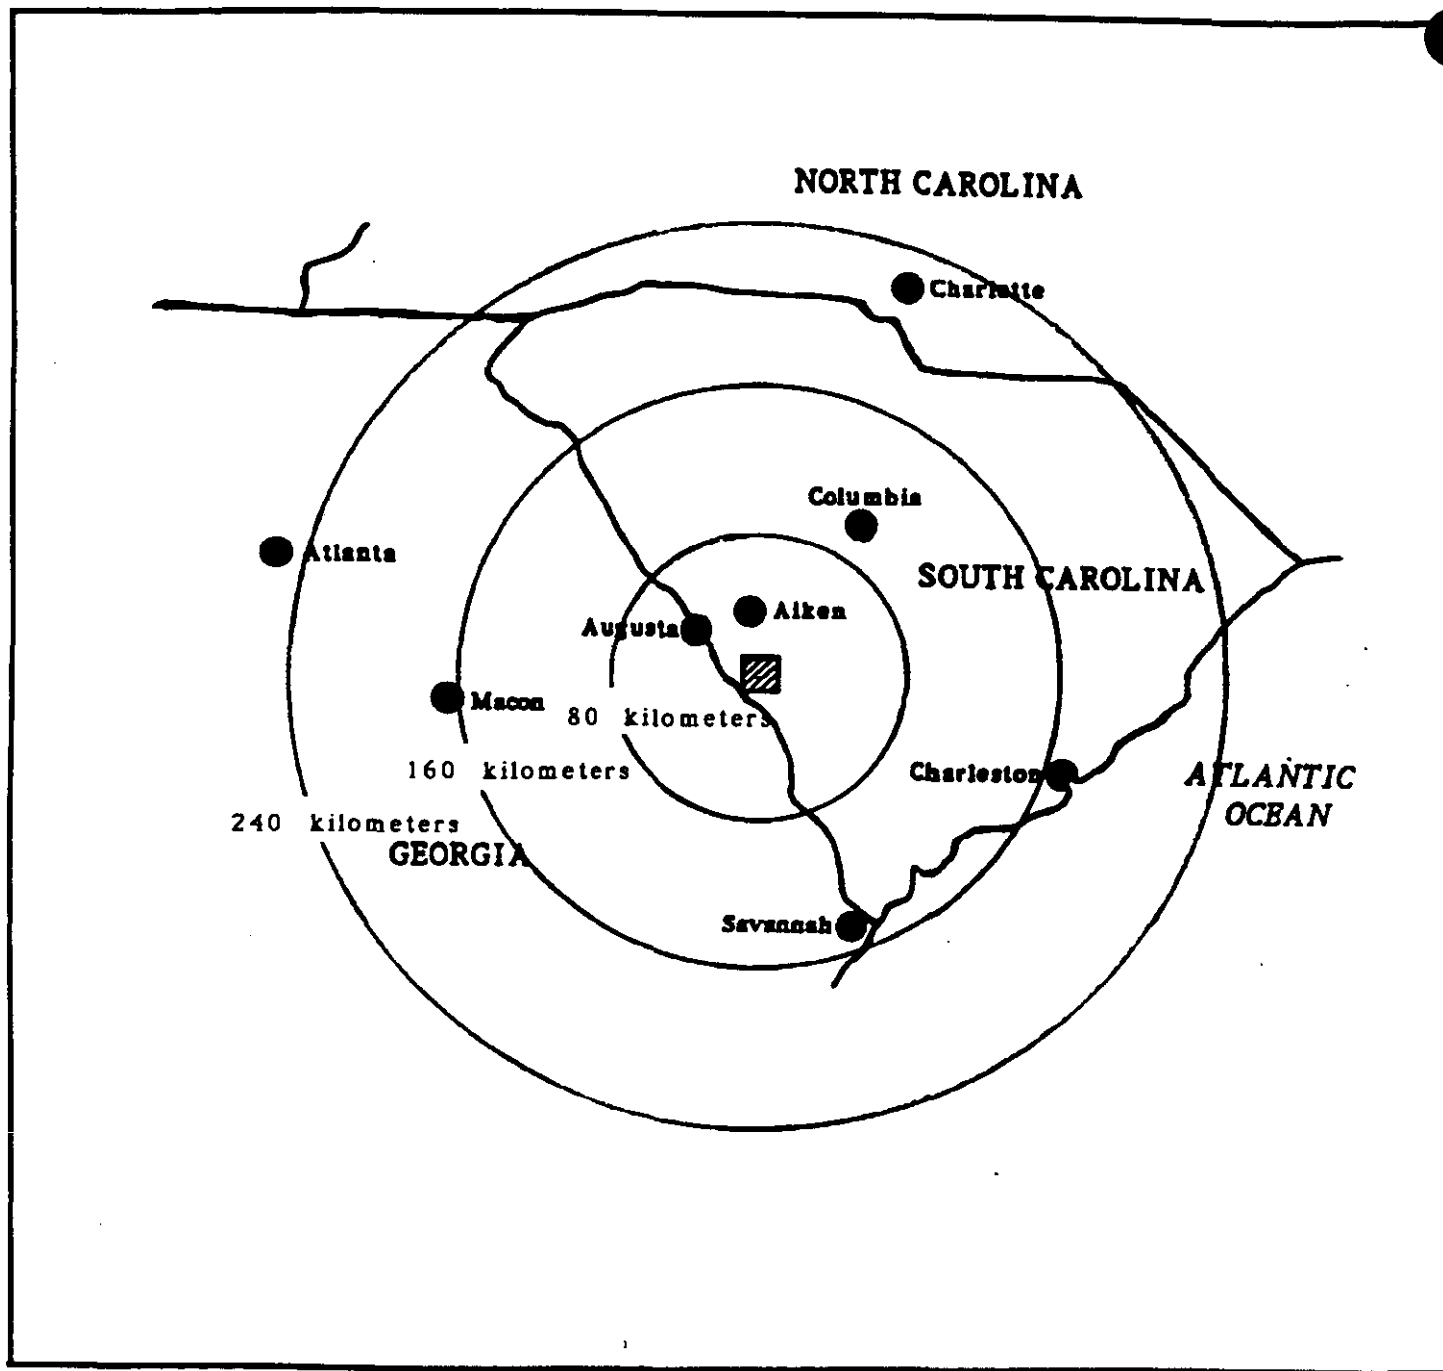 NORTH CAROLINA
Charlotte
Columbia
Atlanta
SOUTH CAROLINA
Aiken
Augusta
Macon
80 kilometers
160 kilometers
Charleston
ATLANTIC
OCEAN
240 kilometers
GEORGIA
Savannah